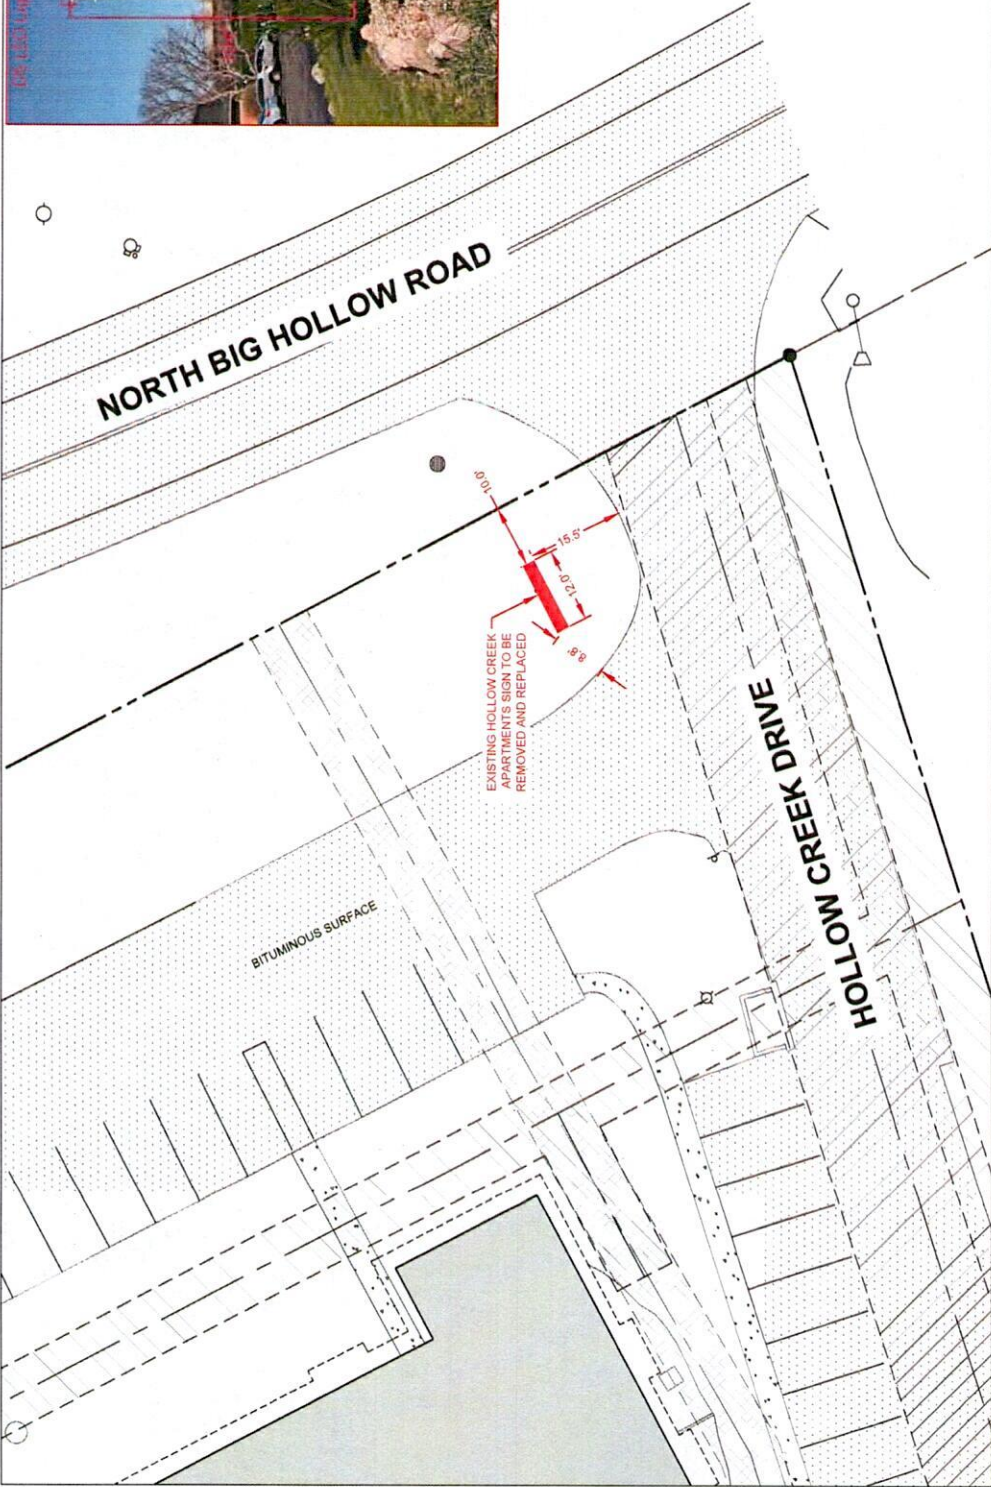 NORTH BIG HOLLOW ROAD
10.0'
15.5'
12.0'
8.8'
EXISTING HOLLOW CREEK
APARTMENTS SIGN TO BE
REMOVED AND REPLACED
BITUMINOUS SURFACE
HOLLOW CREEK DRIVE